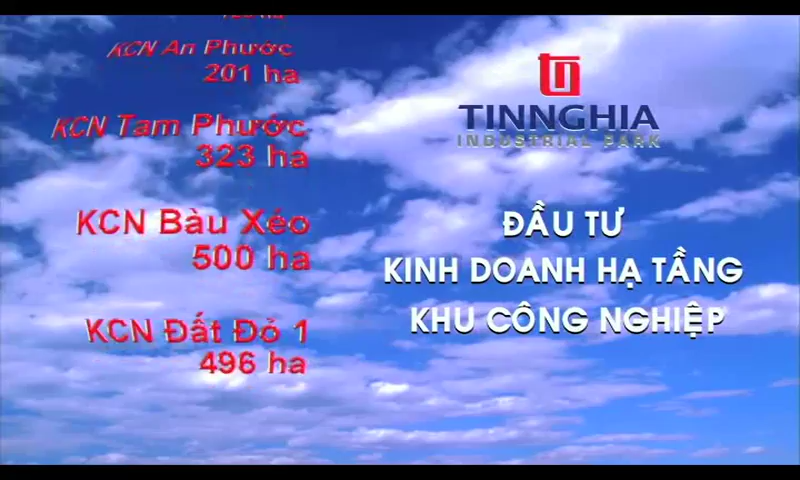 KCN An Phước
201 ha
KCN Tam Phước
323 ha
KCN Bàu Xéo
500 ha
KCN Đất Đỏ 1
496 ha
TINNGHIA
INDUSTRIAL PARK
ĐẦU TƯ
KINH DOANH HẠ TẦNG
KHU CÔNG NGHIỆP